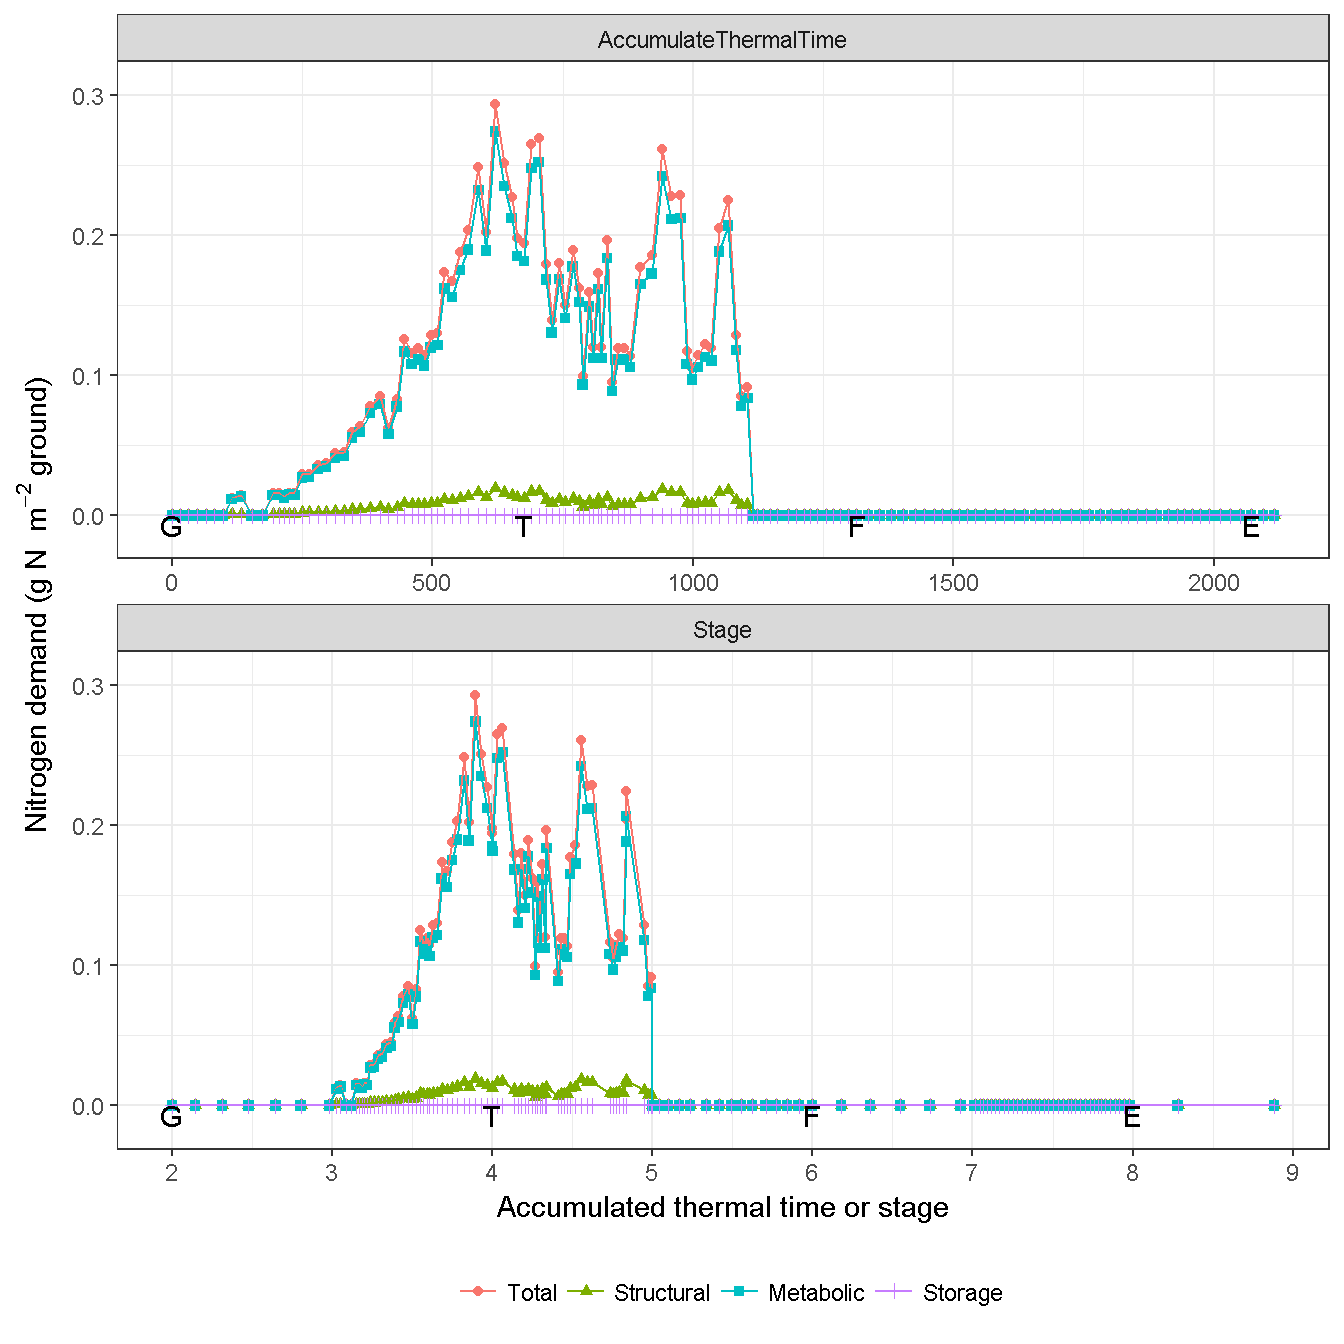 AccumulateThermalTime
0.3
0.2
0.1
0.0
G T F E
0 500 1000 1500 2000
Nitrogen demand (g N m⁻² ground)
Stage
0.3
0.2
0.1
0.0
G T F E
2 3 4 5 6 7 8 9
Accumulated thermal time or stage
Total Structural Metabolic Storage